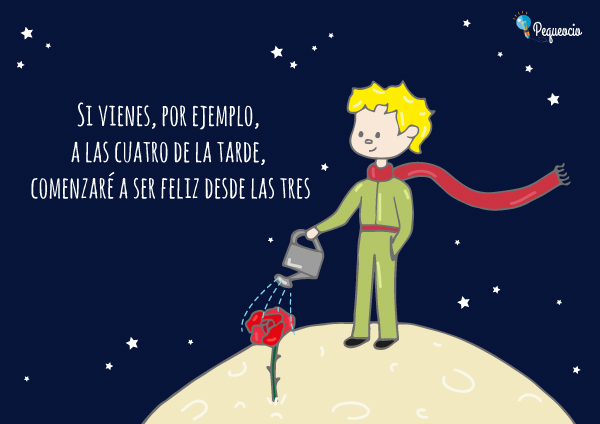 Pequeocio
SI VIENES, POR EJEMPLO,
A LAS CUATRO DE LA TARDE,
COMENZARÉ A SER FELIZ DESDE LAS TRES